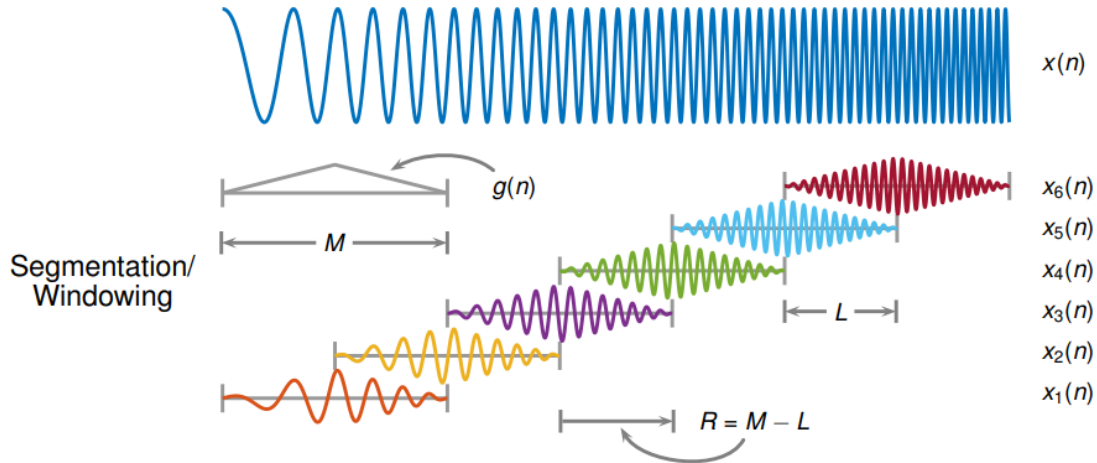 x(n)
g(n)
x₆(n)
M
x₅(n)
Segmentation/
Windowing
x₄(n)
L
x₃(n)
x₂(n)
x₁(n)
R = M − L